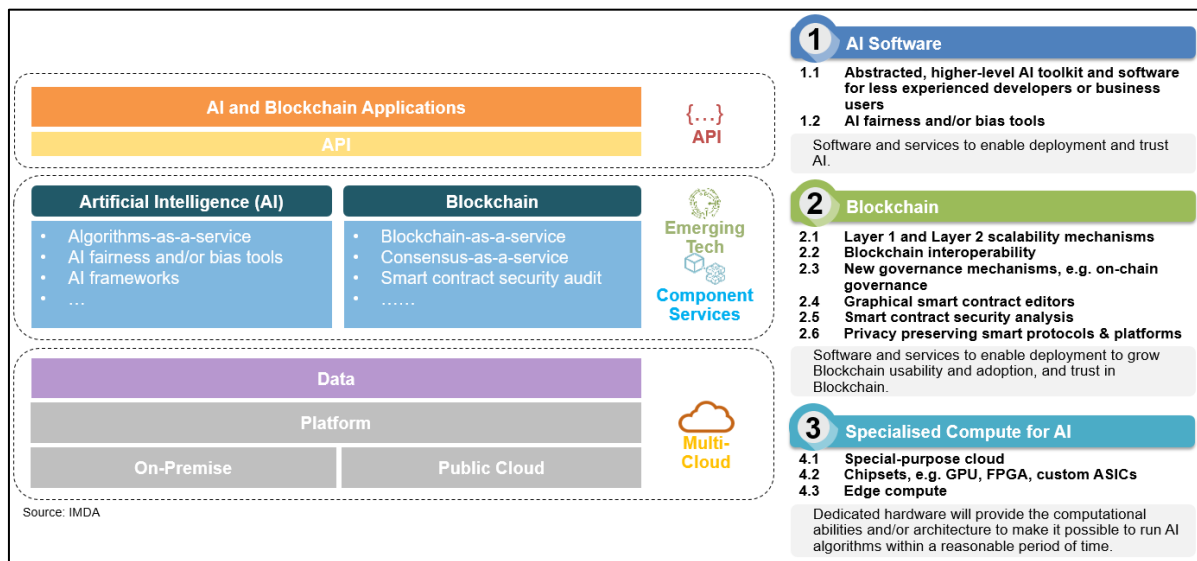 AI and Blockchain Applications
API
{...}
API
Artificial Intelligence (AI)
• Algorithms-as-a-service
• AI fairness and/or bias tools
• AI frameworks
• ...
Blockchain
• Blockchain-as-a-service
• Consensus-as-a-service
• Smart contract security audit
• ......
Emerging
Tech
Component
Services
Data
Platform
On-Premise
Public Cloud
Multi-
Cloud
Source: IMDA
1 AI Software
1.1 Abstracted, higher-level AI toolkit and software
for less experienced developers or business
users
1.2 AI fairness and/or bias tools
Software and services to enable deployment and trust
AI.
2 Blockchain
2.1 Layer 1 and Layer 2 scalability mechanisms
2.2 Blockchain interoperability
2.3 New governance mechanisms, e.g. on-chain
governance
2.4 Graphical smart contract editors
2.5 Smart contract security analysis
2.6 Privacy preserving smart protocols & platforms
Software and services to enable deployment to grow
Blockchain usability and adoption, and trust in
Blockchain.
3 Specialised Compute for AI
4.1 Special-purpose cloud
4.2 Chipsets, e.g. GPU, FPGA, custom ASICs
4.3 Edge compute
Dedicated hardware will provide the computational
abilities and/or architecture to make it possible to run AI
algorithms within a reasonable period of time.